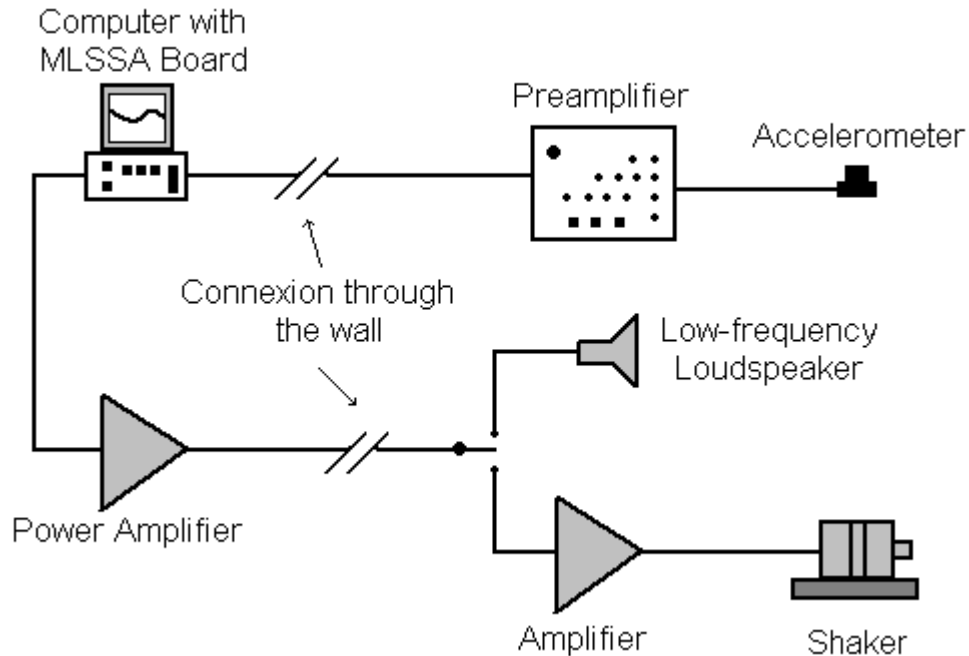 Computer with
MLSSA Board
Preamplifier
Accelerometer
Connexion through
the wall
Low-frequency
Loudspeaker
Power Amplifier
Amplifier
Shaker